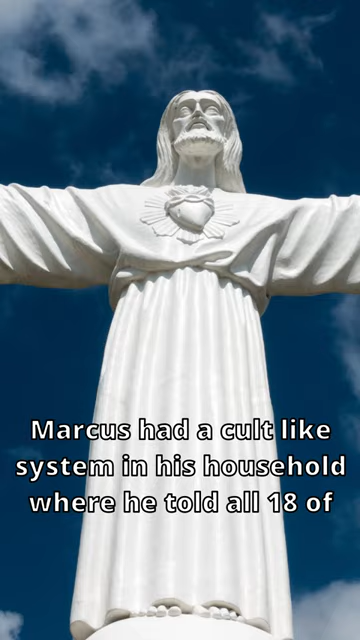 Marcus had a cult like
system in his household
where he told all 18 of